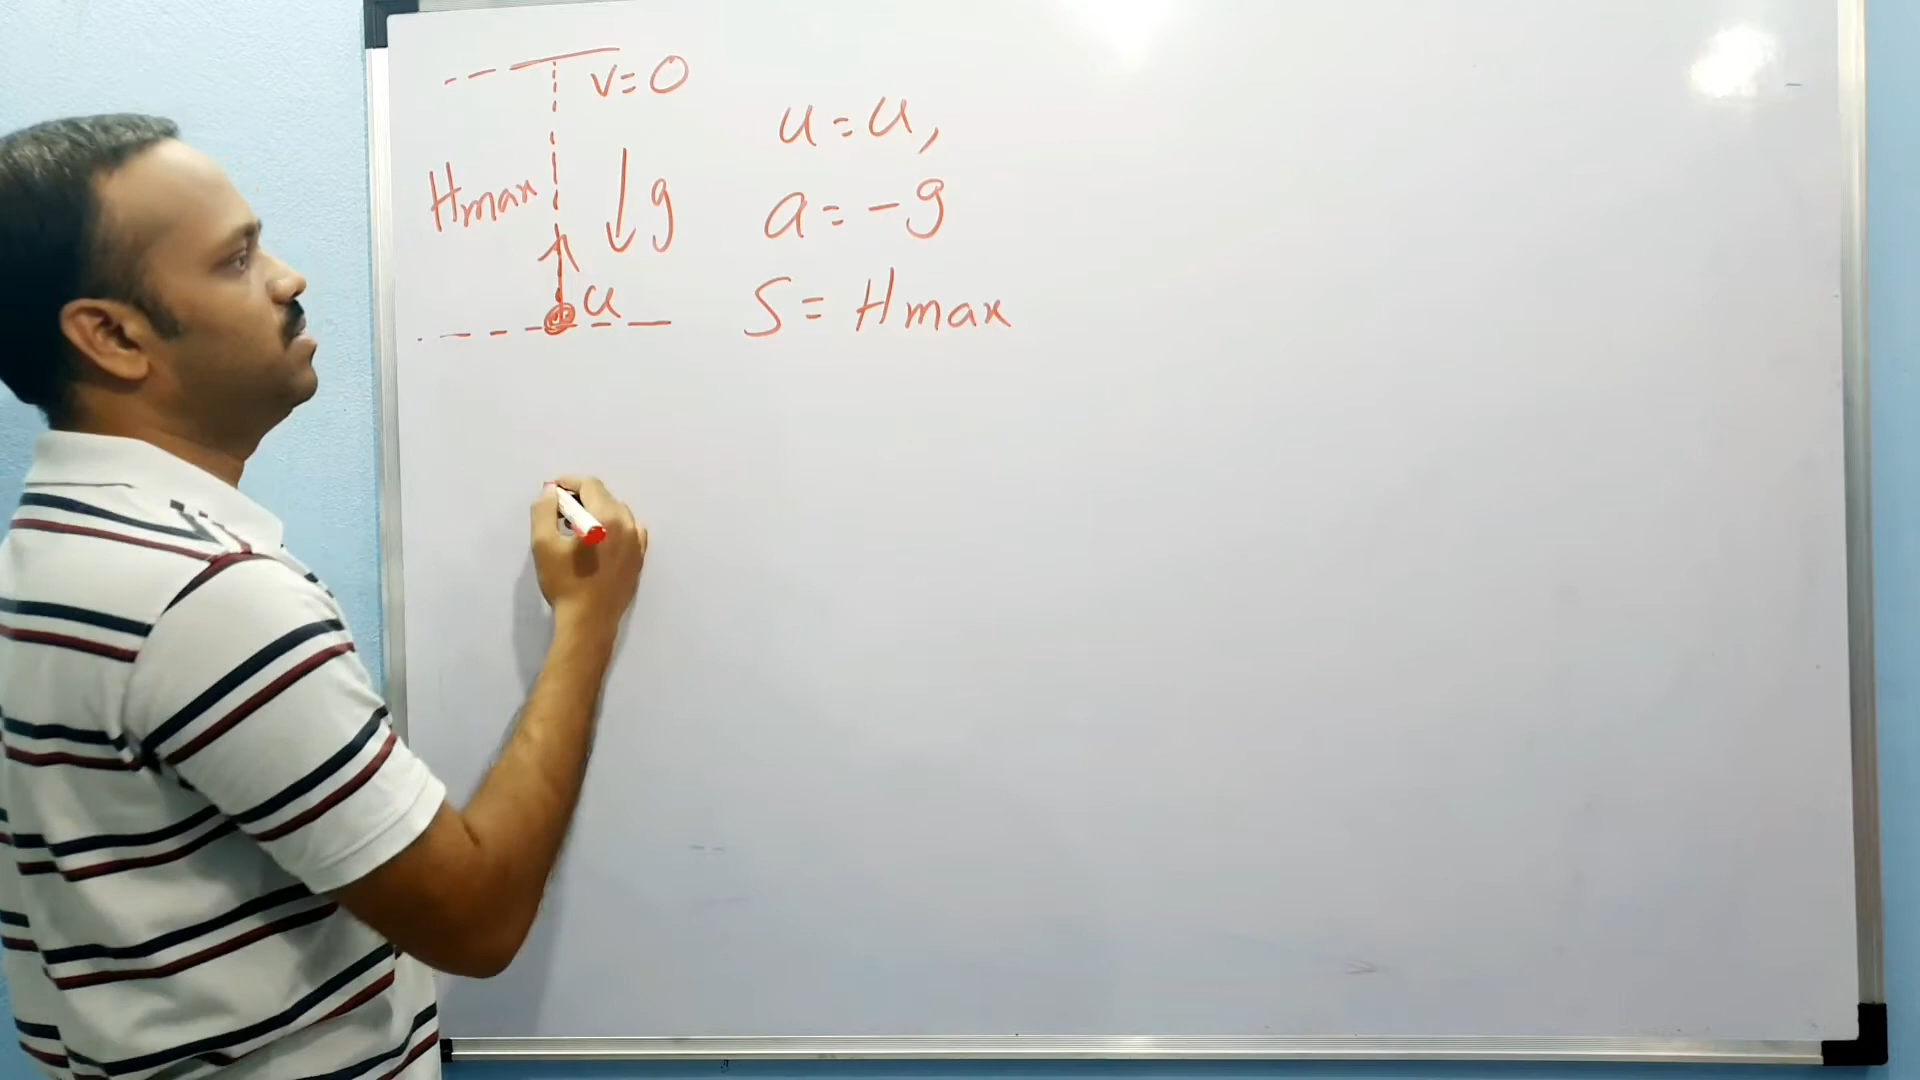 v=0
Hmax
g
u
u=u,
a=-g
S= Hmax